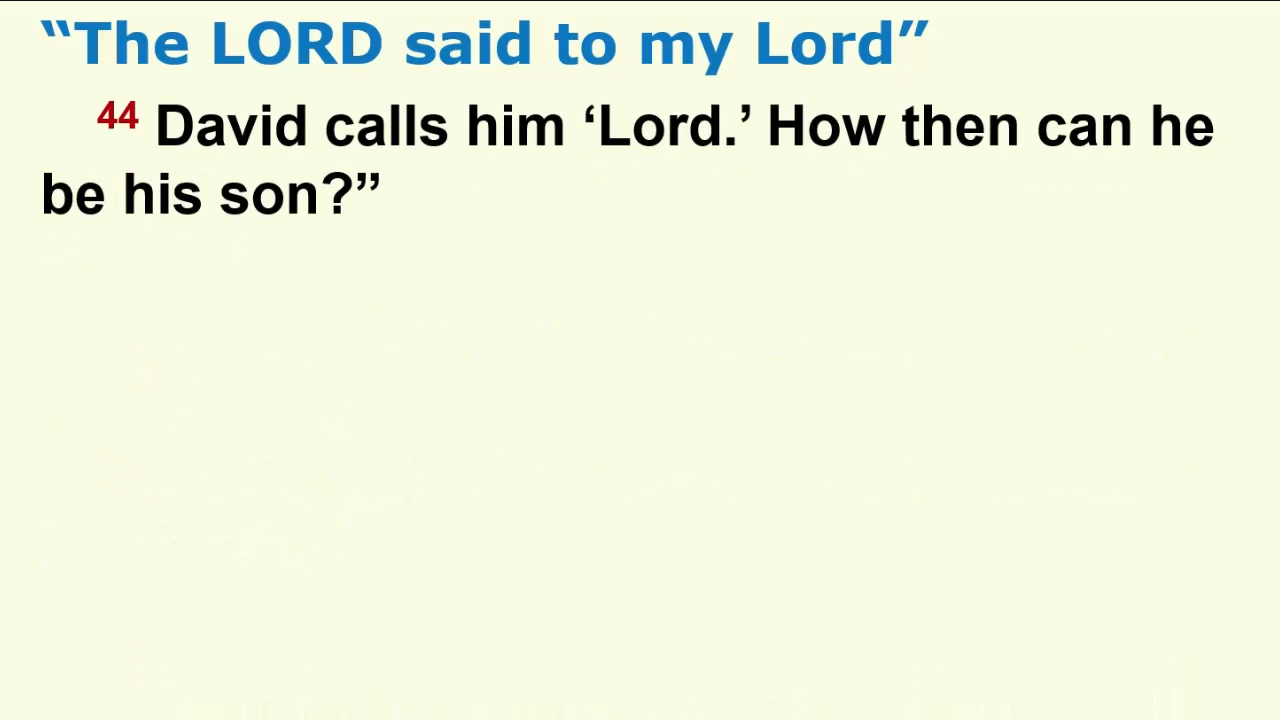 “The LORD said to my Lord”
44 David calls him ‘Lord.’ How then can he
be his son?”